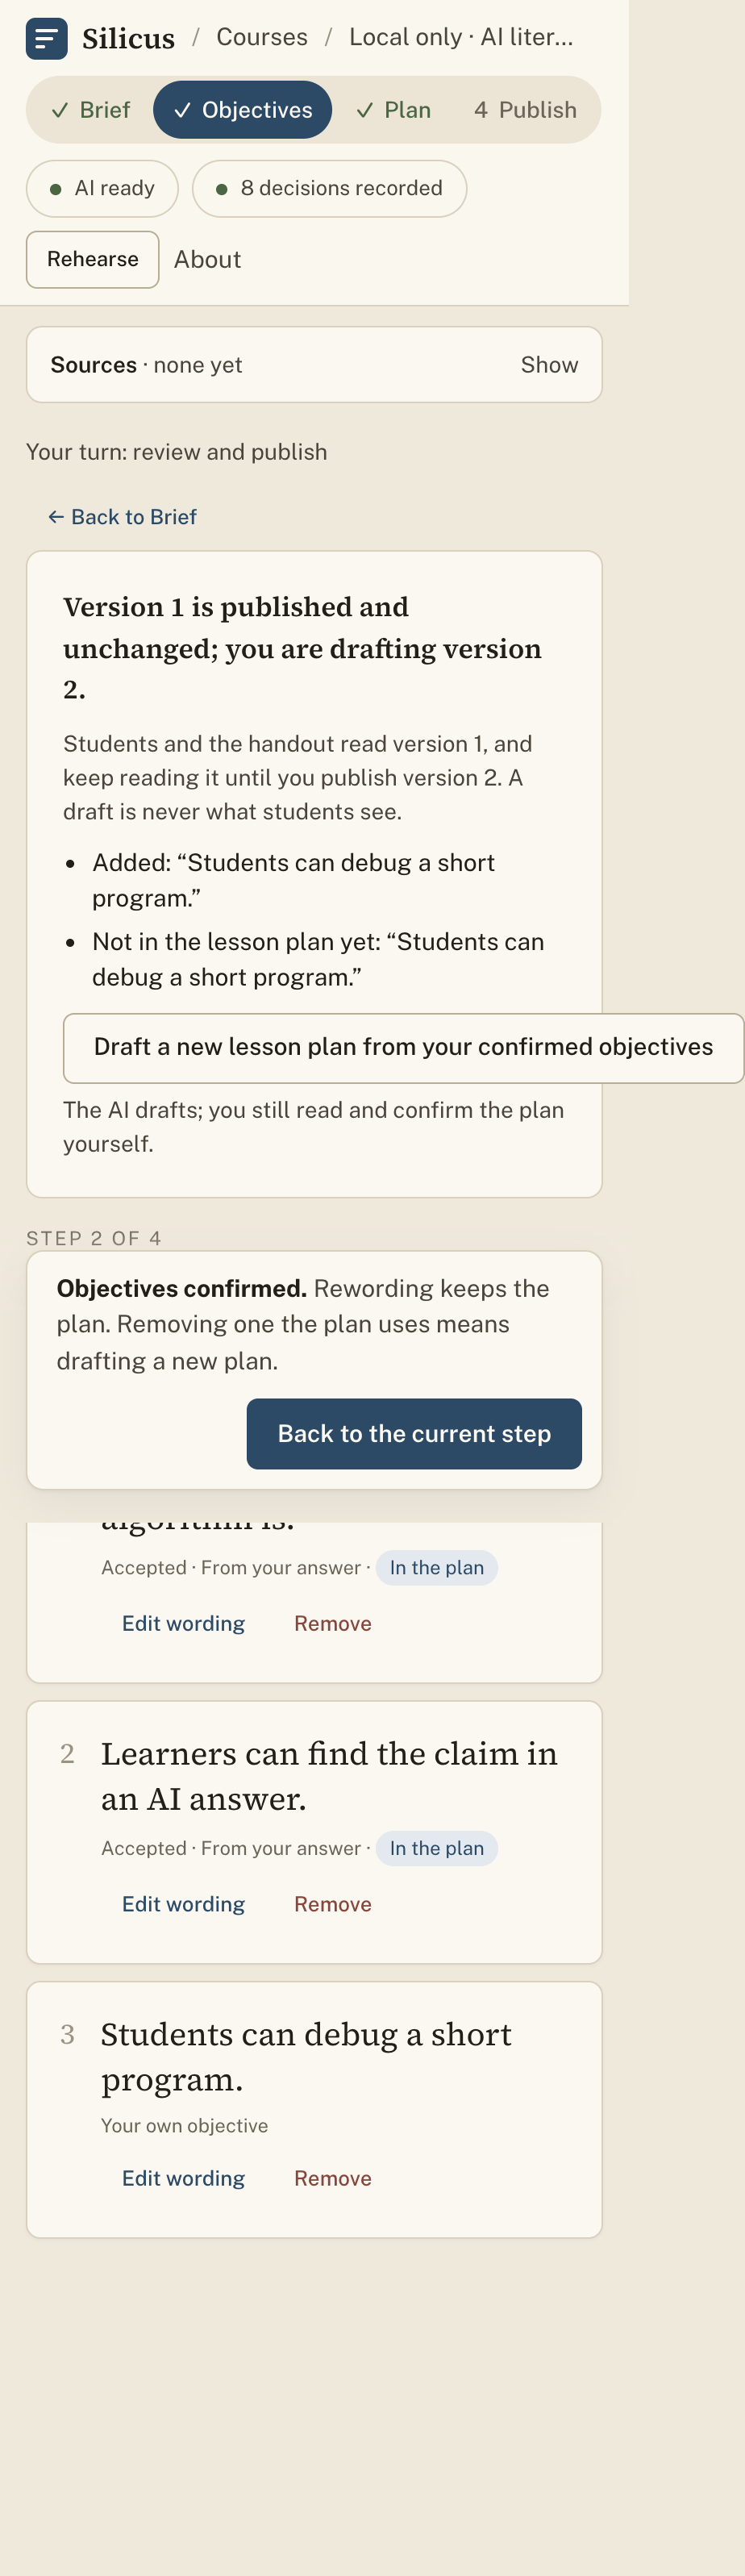 Silicus / Courses / Local only · AI liter...
✓ Brief ✓ Objectives ✓ Plan 4 Publish
AI ready 8 decisions recorded
Rehearse About
Sources · none yet Show
Your turn: review and publish
← Back to Brief
Version 1 is published and
unchanged; you are drafting version
2.
Students and the handout read version 1, and
keep reading it until you publish version 2. A
draft is never what students see.
• Added: “Students can debug a short
program.”
• Not in the lesson plan yet: “Students can
debug a short program.”
Draft a new lesson plan from your confirmed objectives
The AI drafts; you still read and confirm the plan
yourself.
STEP 2 OF 4
Objectives confirmed. Rewording keeps the
plan. Removing one the plan uses means
drafting a new plan.
Back to the current step
algorithm is.
Accepted · From your answer · In the plan
Edit wording Remove
2 Learners can find the claim in
an AI answer.
Accepted · From your answer · In the plan
Edit wording Remove
3 Students can debug a short
program.
Your own objective
Edit wording Remove